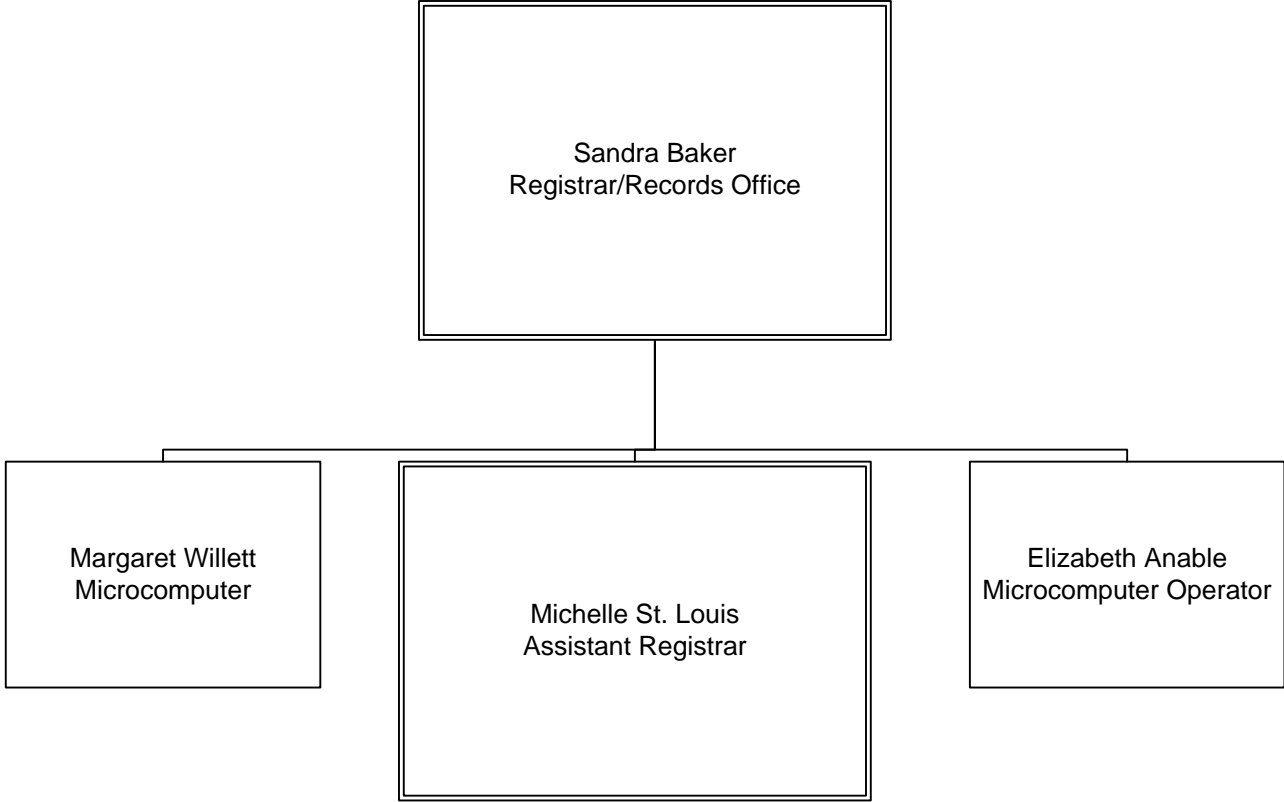 Sandra Baker
Registrar/Records Office
Margaret Willett
Microcomputer
Michelle St. Louis
Assistant Registrar
Elizabeth Anable
Microcomputer Operator